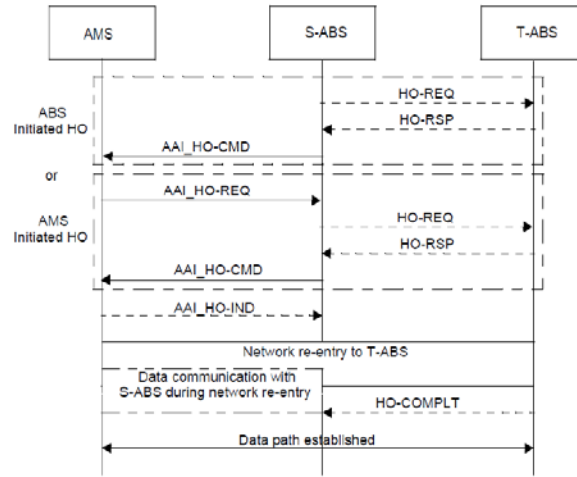 AMS
S-ABS
T-ABS
HO-REQ
ABS
Initiated HO
HO-RSP
AAI_HO-CMD
or
AAI_HO-REQ
AMS
Initiated HO
HO-REQ
HO-RSP
AAI_HO-CMD
AAI_HO-IND
Network re-entry to T-ABS
Data communication with
S-ABS during network re-entry
HO-COMPLT
Data path established